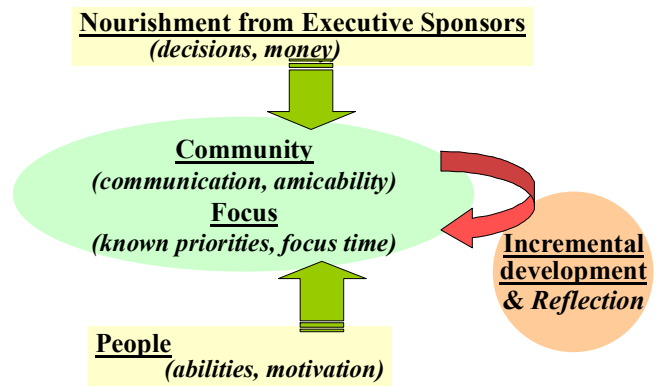 Nourishment from Executive Sponsors
(decisions, money)
Community
(communication, amicability)
Focus
(known priorities, focus time)
Incremental
development
& Reflection
People
(abilities, motivation)